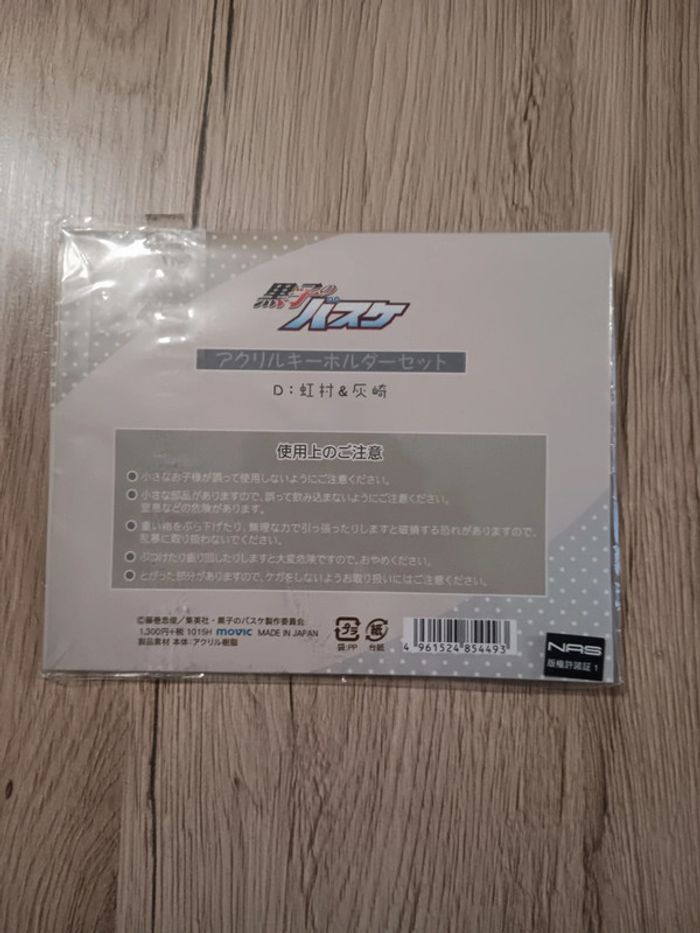 黒子の
バスケ
アクリルキーホルダーセット
D：虹村＆灰崎
使用上のご注意
●小さなお子様が誤って使用しないようにご注意ください。
●小さな部品がありますので、誤って飲み込まないようにご注意ください。
窒息などの危険があります。
●重い物をぶら下げたり、無理な力で引っ張ったりしますと破損する恐れがありますので、
乱暴に取り扱わないでください。
●ぶつけたり振り回したりしますと大変危険ですので、おやめください。
●とがった部分がありますので、ケガをしないようお取り扱いにはご注意ください。
©藤巻忠俊／集英社・黒子のバスケ製作委員会
1,300円+税 1015H movic MADE IN JAPAN
製品素材 本体：アクリル樹脂
プラ
袋:PP
紙
台紙
4 961524 854493
NAS
版権許諾証 1